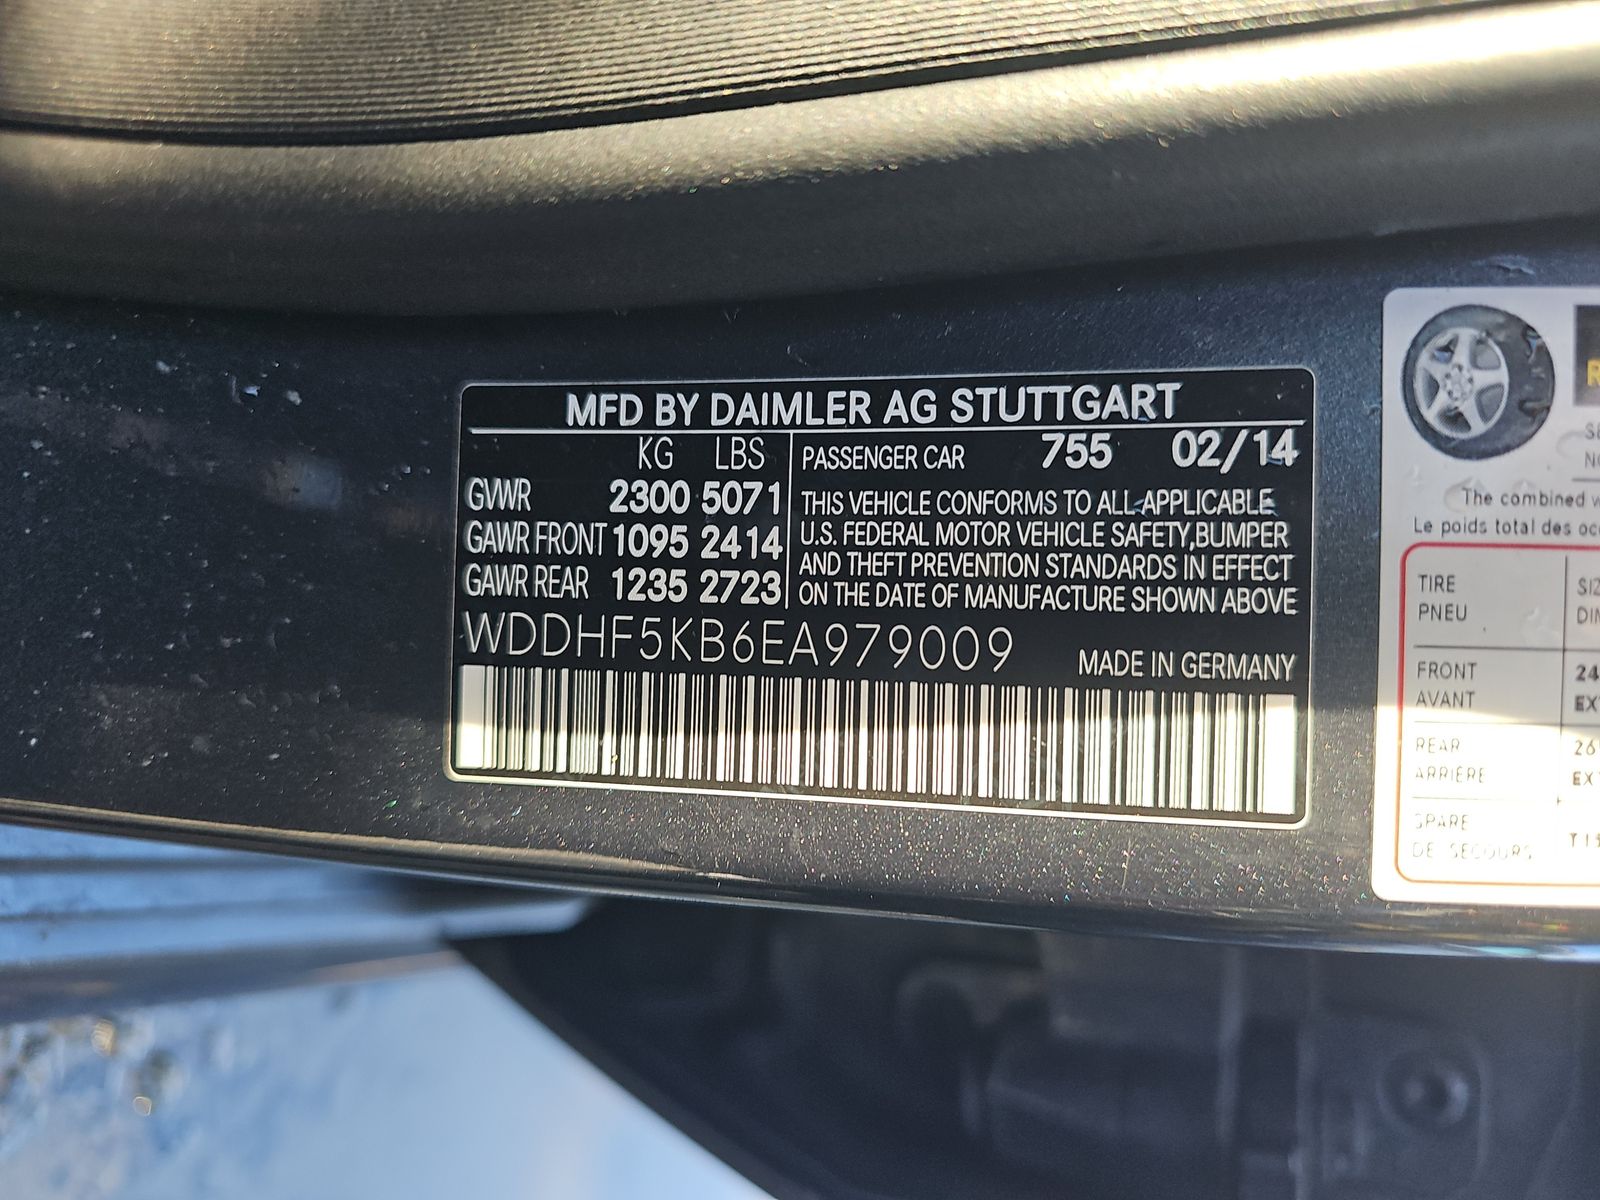 MFD BY DAIMLER AG STUTTGART
KG LBS
GVWR 2300 5071
GAWR FRONT 1095 2414
GAWR REAR 1235 2723
PASSENGER CAR 755 02/14
THIS VEHICLE CONFORMS TO ALL APPLICABLE
U.S. FEDERAL MOTOR VEHICLE SAFETY, BUMPER
AND THEFT PREVENTION STANDARDS IN EFFECT
ON THE DATE OF MANUFACTURE SHOWN ABOVE
WDDHF5KB6EA979009
MADE IN GERMANY
The combined
Le poids total des
TIRE
PNEU
FRONT 24
AVANT
REAR 26
ARRIÈRE
SPARE
DE SECOURS